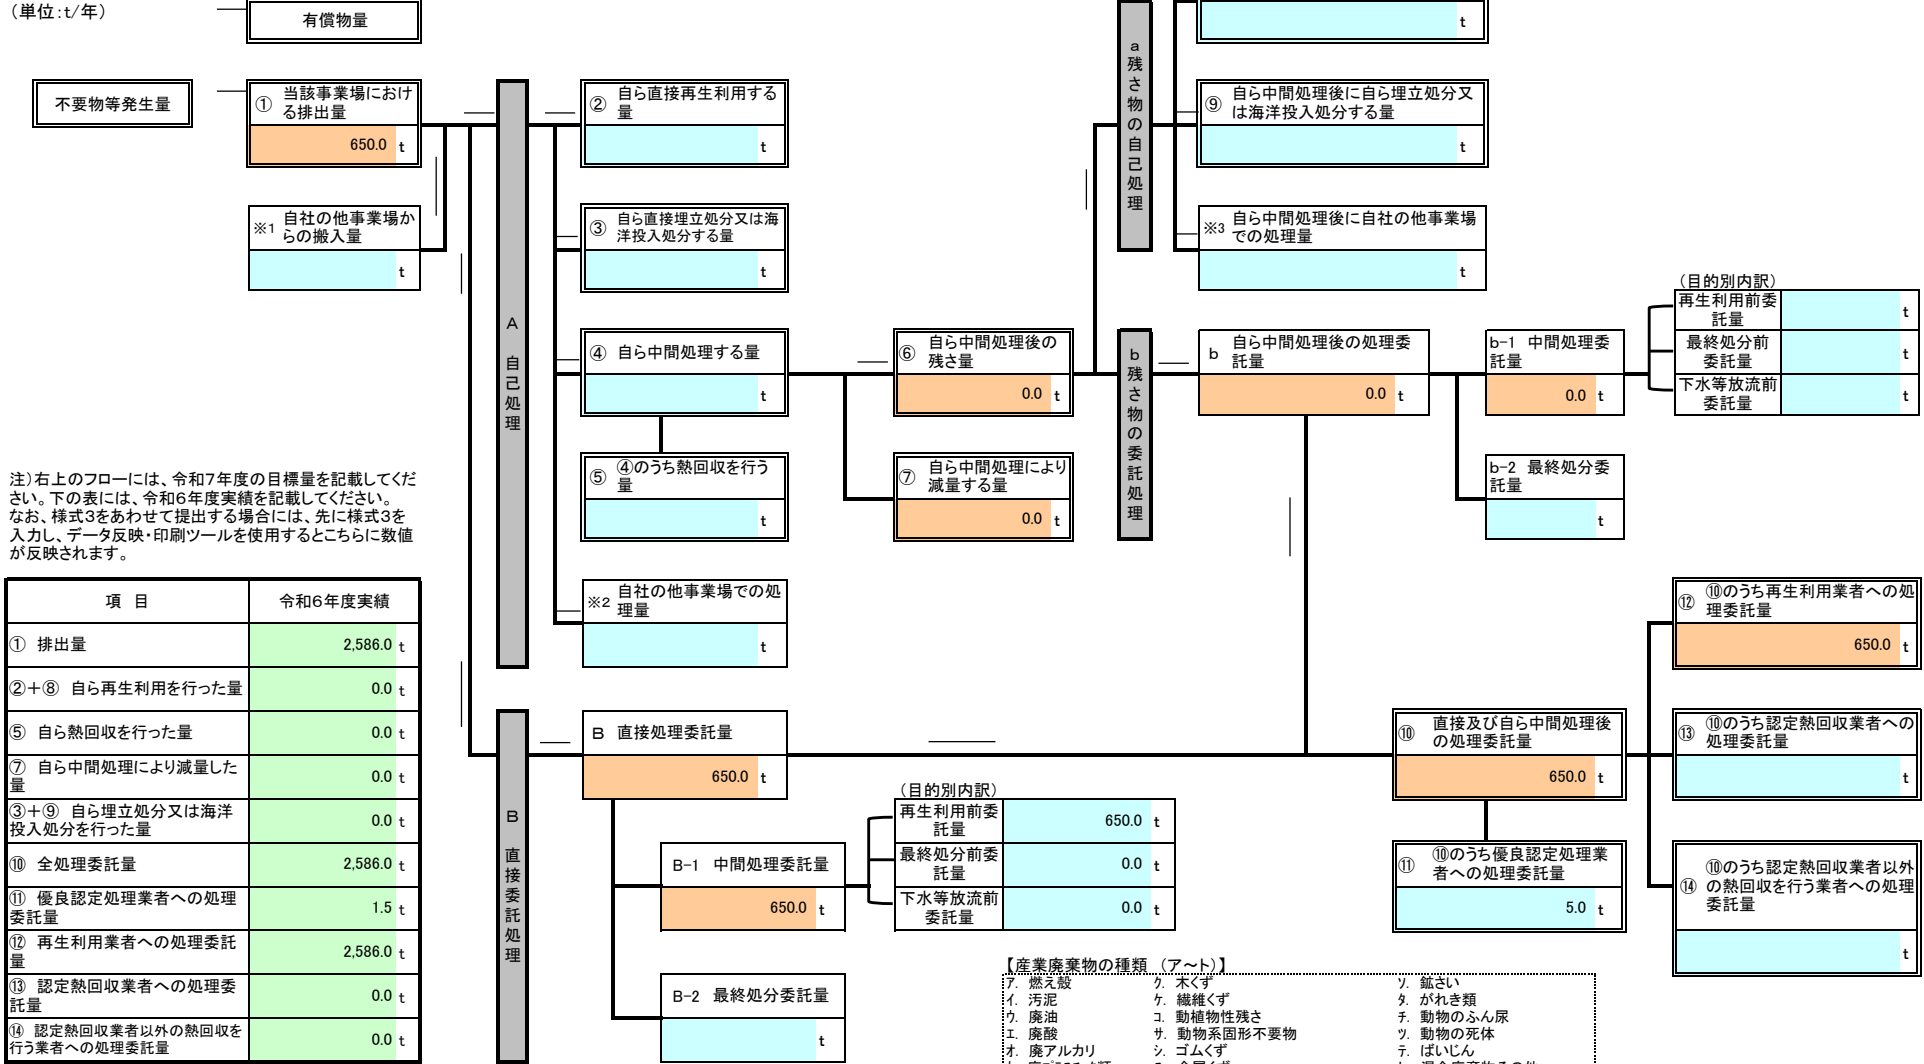 (単位:t/年)
有償物量
t
不要物等発生量
① 当該事業場におけ
る排出量
650.0 t
※1 自社の他事業場か
らの搬入量
t
A 自己処理
② 自ら直接再生利用する
量
t
③ 自ら直接埋立処分又は海
洋投入処分する量
t
④ 自ら中間処理する量
t
⑤ ④のうち熱回収を行う
量
t
※2 自社の他事業場での処
理量
t
⑥ 自ら中間処理後の
残さ量
0.0 t
⑦ 自ら中間処理により
減量する量
0.0 t
a 残さ物の自己処理
⑨ 自ら中間処理後に自ら埋立処分又
は海洋投入処分する量
t
※3 自ら中間処理後に自社の他事業場
での処理量
t
b 残さ物の委託処理
b 自ら中間処理後の処理委
託量
0.0 t
b-1 中間処理委
託量
0.0 t
(目的別内訳)
再生利用前委
託量
t
最終処分前
委託量
t
下水等放流前
委託量
t
b-2 最終処分委
託量
t
注)右上のフローには、令和7年度の目標量を記載してくだ
さい。下の表には、令和6年度実績を記載してください。
なお、様式3をあわせて提出する場合には、先に様式3を
入力し、データ反映・印刷ツールを使用するとこちらに数値
が反映されます。
項 目 令和6年度実績
① 排出量 2,586.0 t
②+⑧ 自ら再生利用を行った量 0.0 t
⑤ 自ら熱回収を行った量 0.0 t
⑦ 自ら中間処理により減量した
量 0.0 t
③+⑨ 自ら埋立処分又は海洋
投入処分を行った量 0.0 t
⑩ 全処理委託量 2,586.0 t
⑪ 優良認定処理業者への処理
委託量 1.5 t
⑫ 再生利用業者への処理委託
量 2,586.0 t
⑬ 認定熱回収業者への処理委
託量 0.0 t
⑭ 認定熱回収業者以外の熱回収を
行う業者への処理委託量 0.0 t
B 直接委託処理
B 直接処理委託量
650.0 t
B-1 中間処理委託量
650.0 t
(目的別内訳)
再生利用前委
託量 650.0 t
最終処分前委
託量 0.0 t
下水等放流前
委託量 0.0 t
B-2 最終処分委託量
t
⑩ 直接及び自ら中間処理後
の処理委託量
650.0 t
⑪ ⑩のうち優良認定処理業
者への処理委託量
5.0 t
⑫ ⑩のうち再生利用業者への処
理委託量
650.0 t
⑬ ⑩のうち認定熱回収業者への
処理委託量
t
⑭ ⑩のうち認定熱回収業者以外
の熱回収を行う業者への処理
委託量
t
【産業廃棄物の種類 (ア~ト)】
ア. 燃え殻 ク. 木くず ソ. 鉱さい
イ. 汚泥 ケ. 繊維くず タ. がれき類
ウ. 廃油 コ. 動植物性残さ チ. 動物のふん尿
エ. 廃酸 サ. 動物系固形不要物 ツ. 動物の死体
オ. 廃アルカリ シ. ゴムくず テ. ばいじん